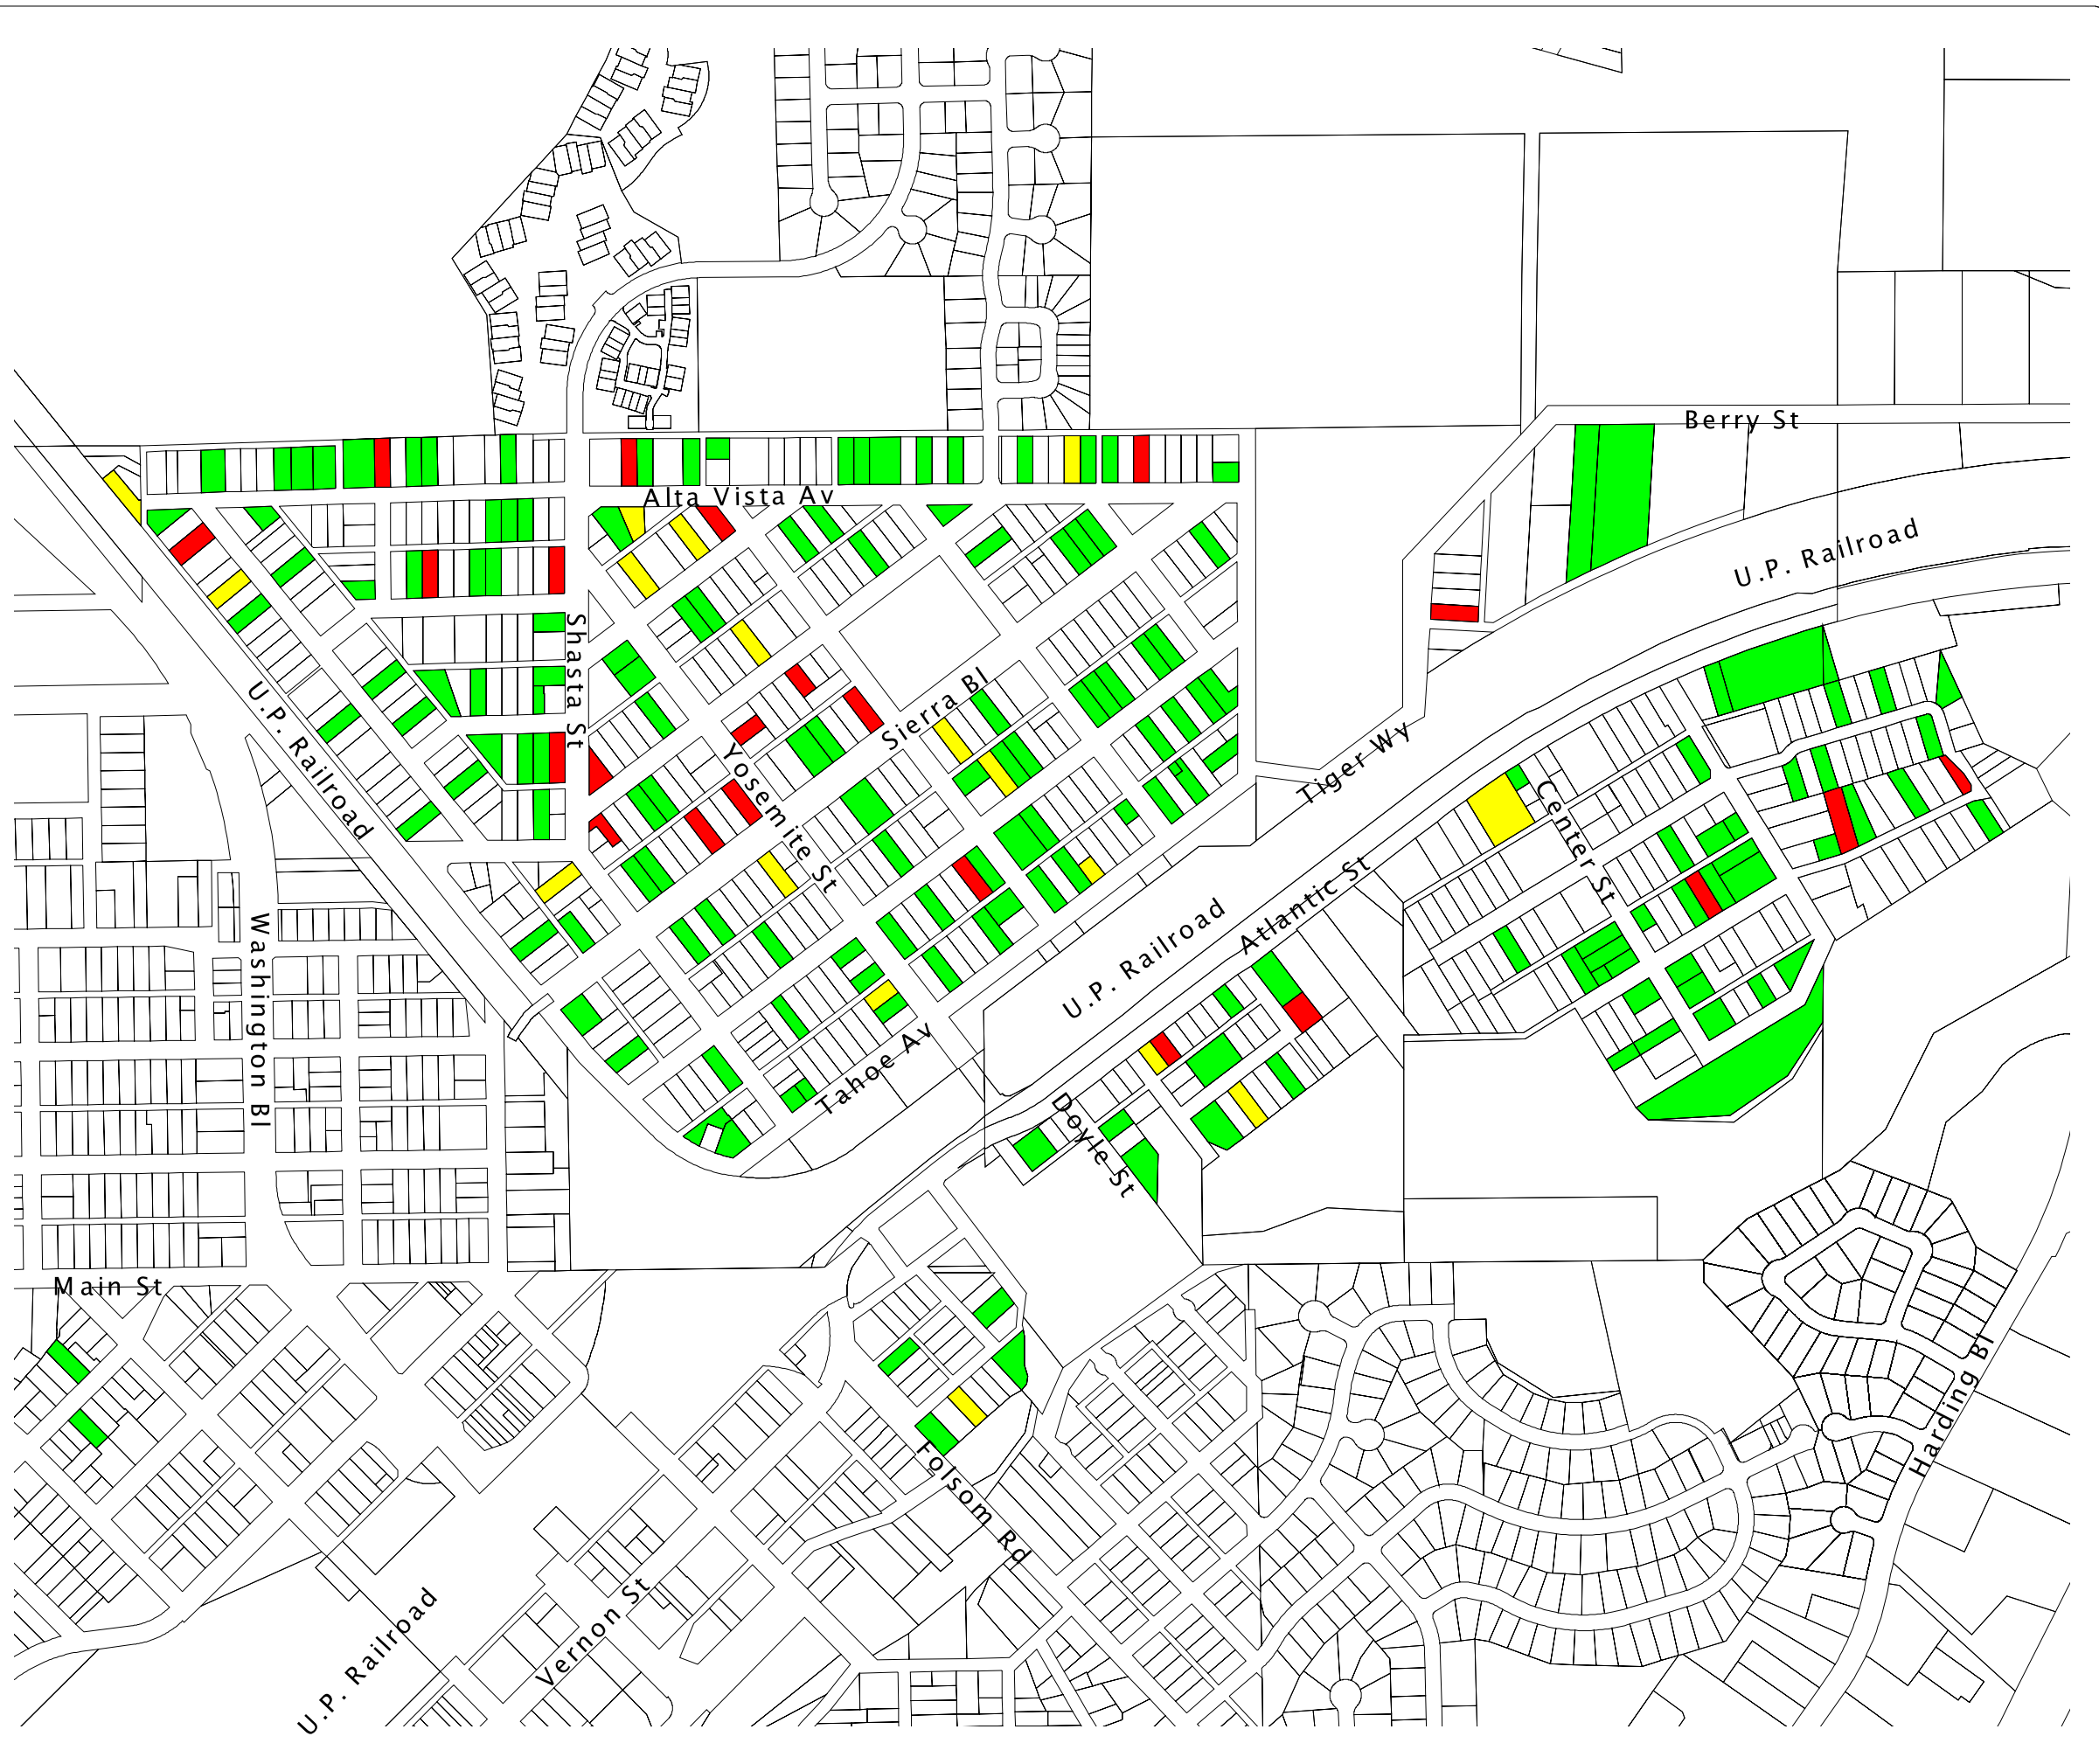 Berry St
Alta Vista Av
U.P. Railroad
Shasta St
U.P. Railroad
Sierra Bl
Yosemite St
Tiger Wy
Center St
Atlantic St
U.P. Railroad
Washington Bl
Tahoe Av
Doyle St
Main St
Harding Bl
Folsom Rd
Vernon St
U.P. Railroad